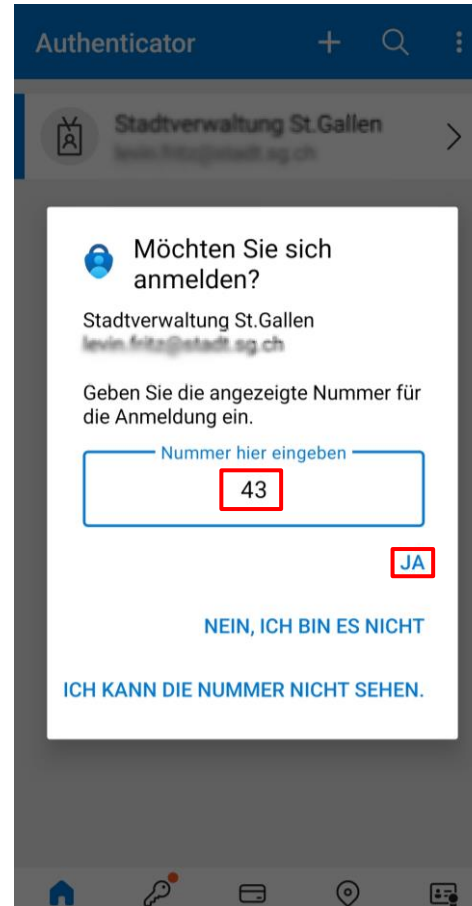 Authenticator
Stadtverwaltung St.Gallen
Möchten Sie sich
anmelden?
Stadtverwaltung St.Gallen
Geben Sie die angezeigte Nummer für
die Anmeldung ein.
Nummer hier eingeben
43
JA
NEIN, ICH BIN ES NICHT
ICH KANN DIE NUMMER NICHT SEHEN.